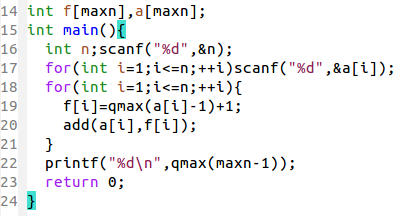 14 int f[maxn],a[maxn];
15 int main(){
16   int n;scanf("%d",&n);
17   for(int i=1;i<=n;++i)scanf("%d",&a[i]);
18   for(int i=1;i<=n;++i){
19     f[i]=qmax(a[i]-1)+1;
20     add(a[i],f[i]);
21   }
22   printf("%d\n",qmax(maxn-1));
23   return 0;
24 }